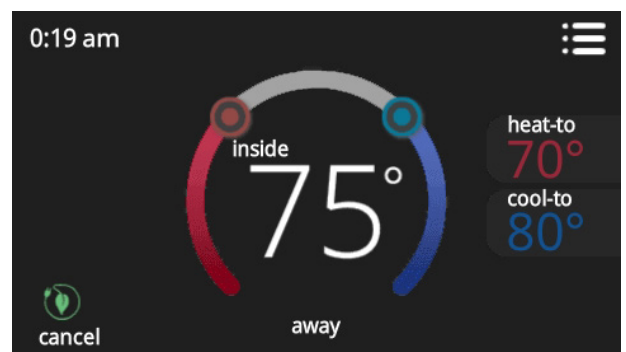 0:19 am
inside
75°
heat-to
70°
cool-to
80°
away
cancel